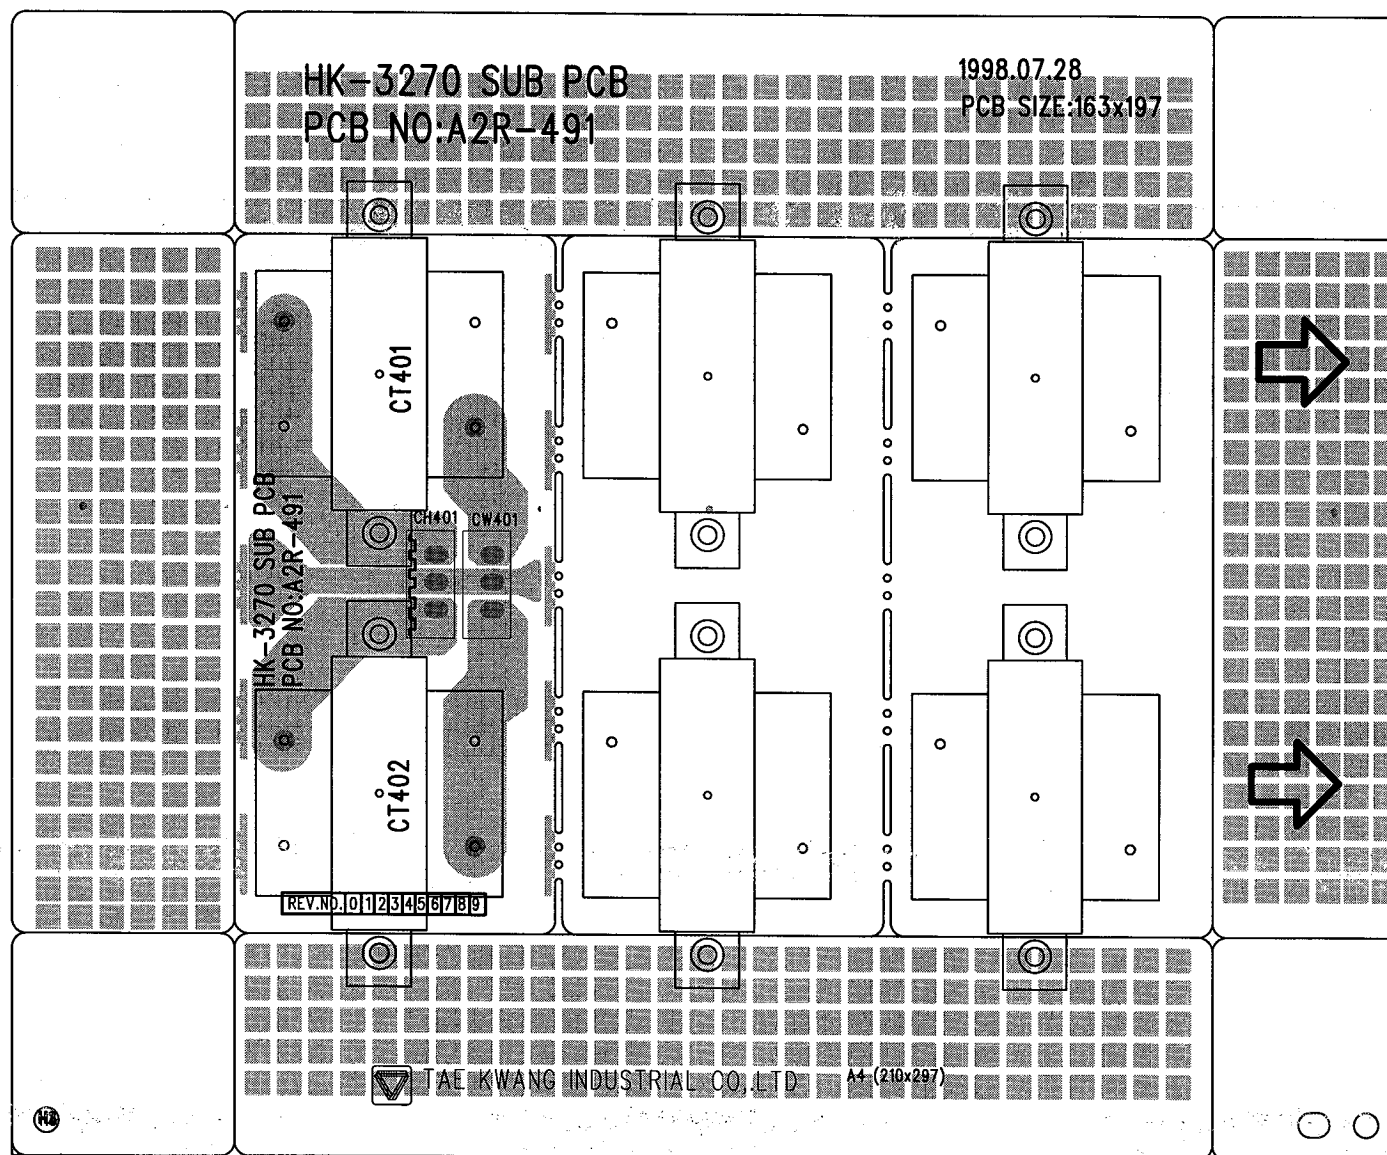 HK-3270 SUB PCB
PCB NO:A2R-491
1998.07.28
PCB SIZE:163x197
CT401
CH401 CW401
HK-3270 SUB PCB
PCB NO:A2R-491
CT402
REV.NO. 0 1 2 3 4 5 6 7 8 9
TAE KWANG INDUSTRIAL CO.,LTD
A4 (210x297)